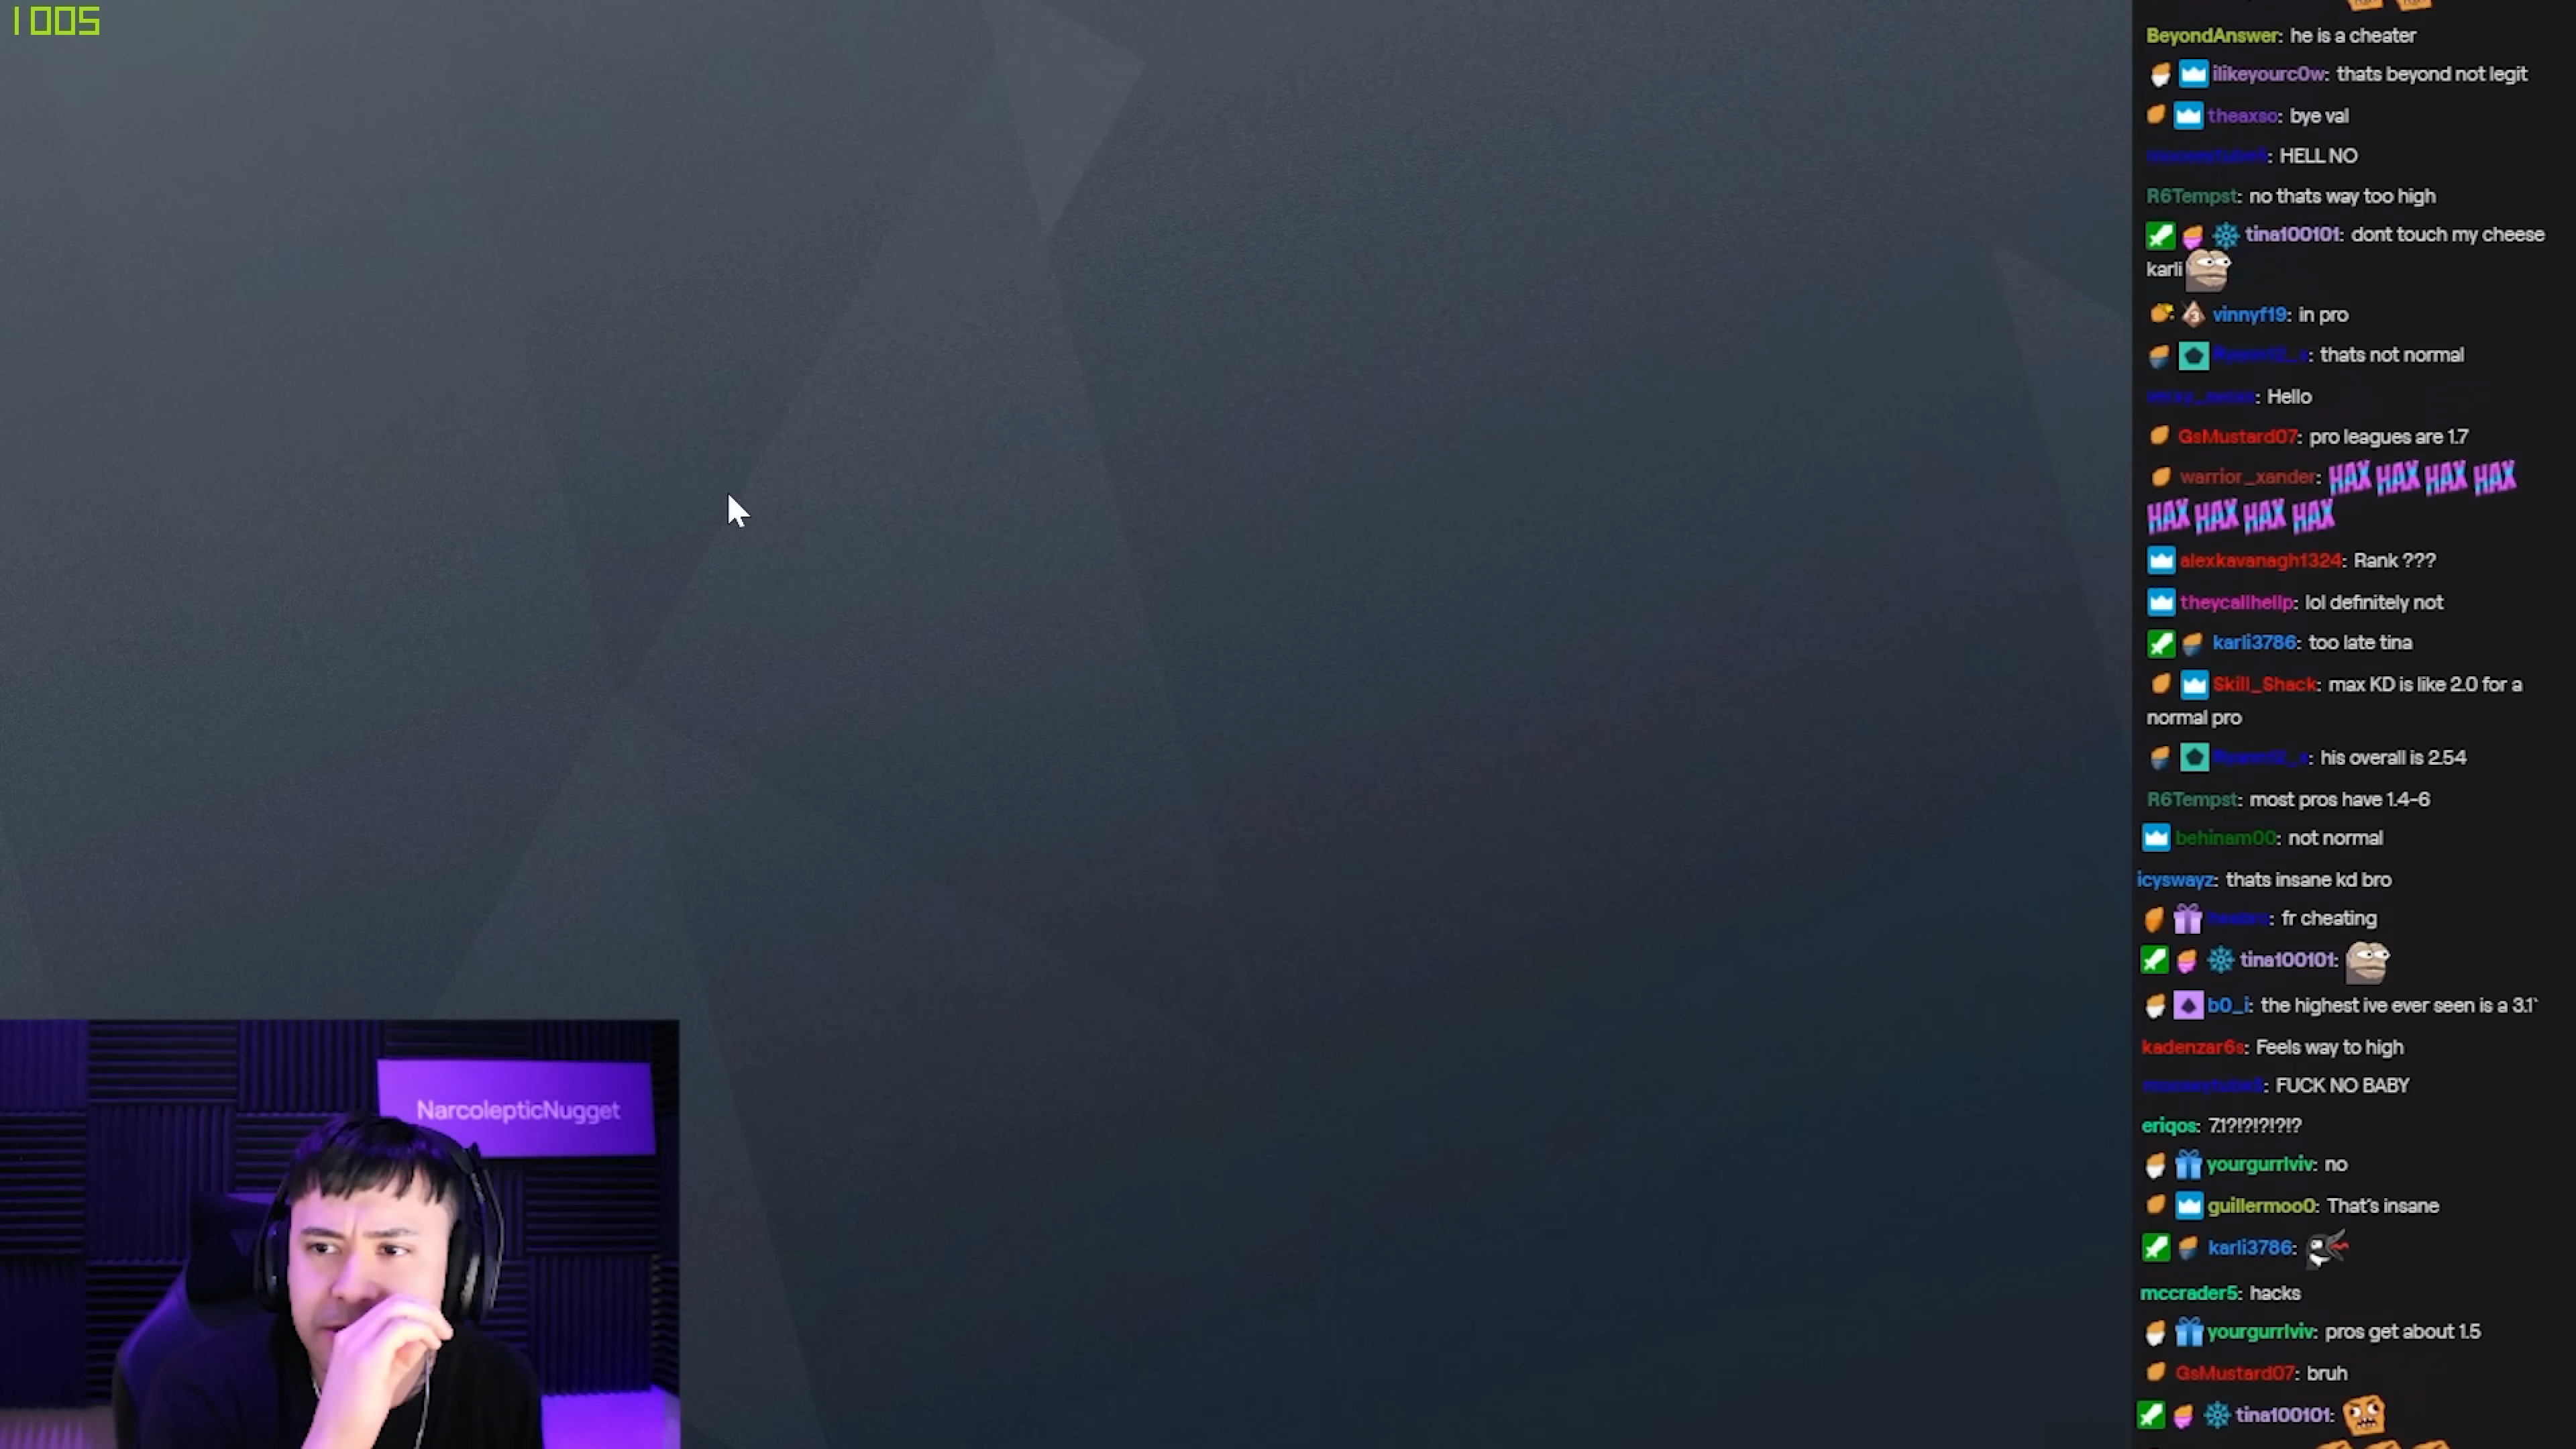 1005
BeyondAnswer: he is a cheater
ilikeyourc0w: thats beyond not legit
theaxso: bye val
: HELL NO
R6Tempst: no thats way too high
tina100101: dont touch my cheese
karli
vinnyf19: in pro
: thats not normal
: Hello
GsMustard07: pro leagues are 1.7
warrior_xander: HAX HAX HAX HAX
HAX HAX HAX HAX
alexkavanagh1324: Rank ???
theycallhellp: lol definitely not
karli3786: too late tina
Skill_Shack: max KD is like 2.0 for a
normal pro
: his overall is 2.54
R6Tempst: most pros have 1.4-6
behinam00: not normal
icyswayz: thats insane kd bro
: fr cheating
tina100101:
b0_i: the highest ive ever seen is a 3.1`
kadenzar6s: Feels way to high
: FUCK NO BABY
eriqos: 7.1?!?!?!?!?
yourgurrlviv: no
guillermoo0: That's insane
karli3786:
mccrader5: hacks
yourgurrlviv: pros get about 1.5
GsMustard07: bruh
tina100101:
NarcolepticNugget